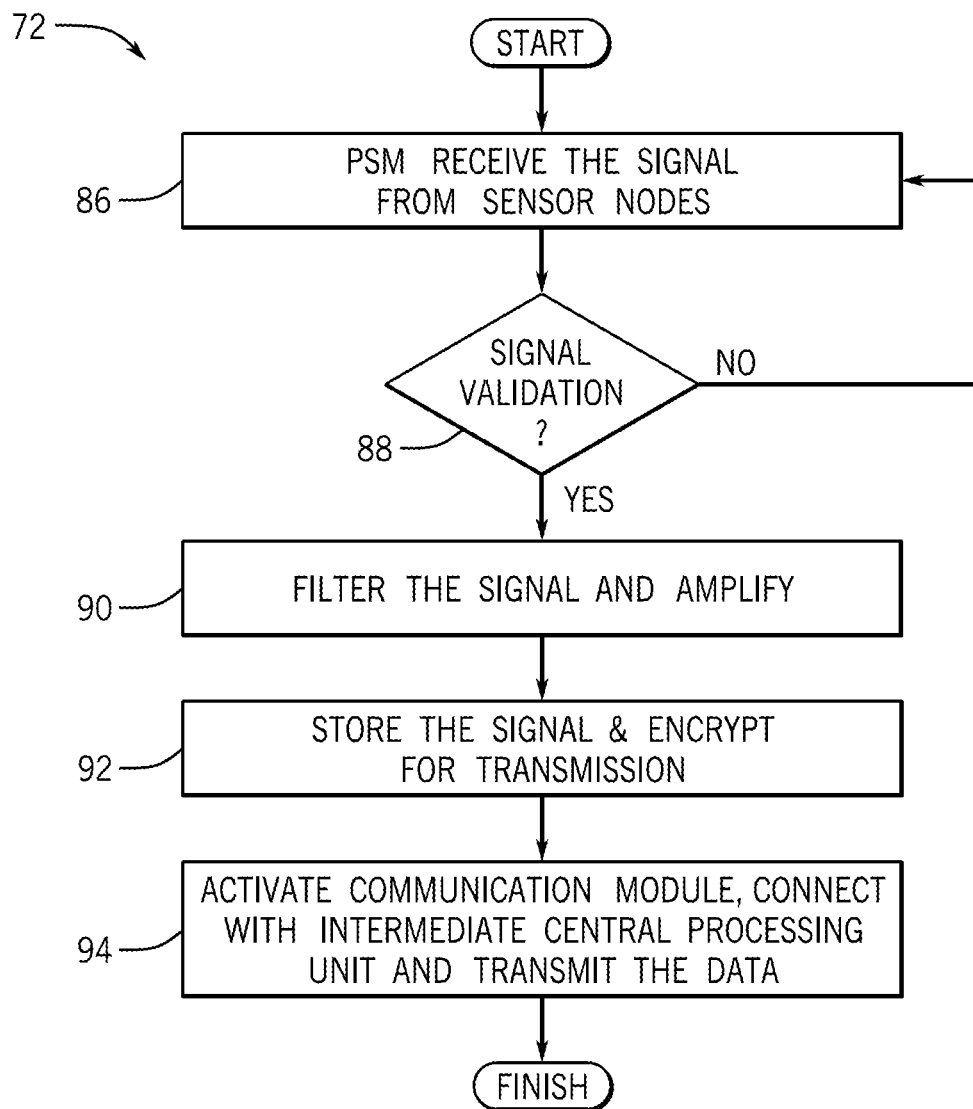 72
START
86
PSM RECEIVE THE SIGNAL
FROM SENSOR NODES
SIGNAL
VALIDATION
?
NO
88
YES
90
FILTER THE SIGNAL AND AMPLIFY
92
STORE THE SIGNAL & ENCRYPT
FOR TRANSMISSION
94
ACTIVATE COMMUNICATION MODULE, CONNECT
WITH INTERMEDIATE CENTRAL PROCESSING
UNIT AND TRANSMIT THE DATA
FINISH